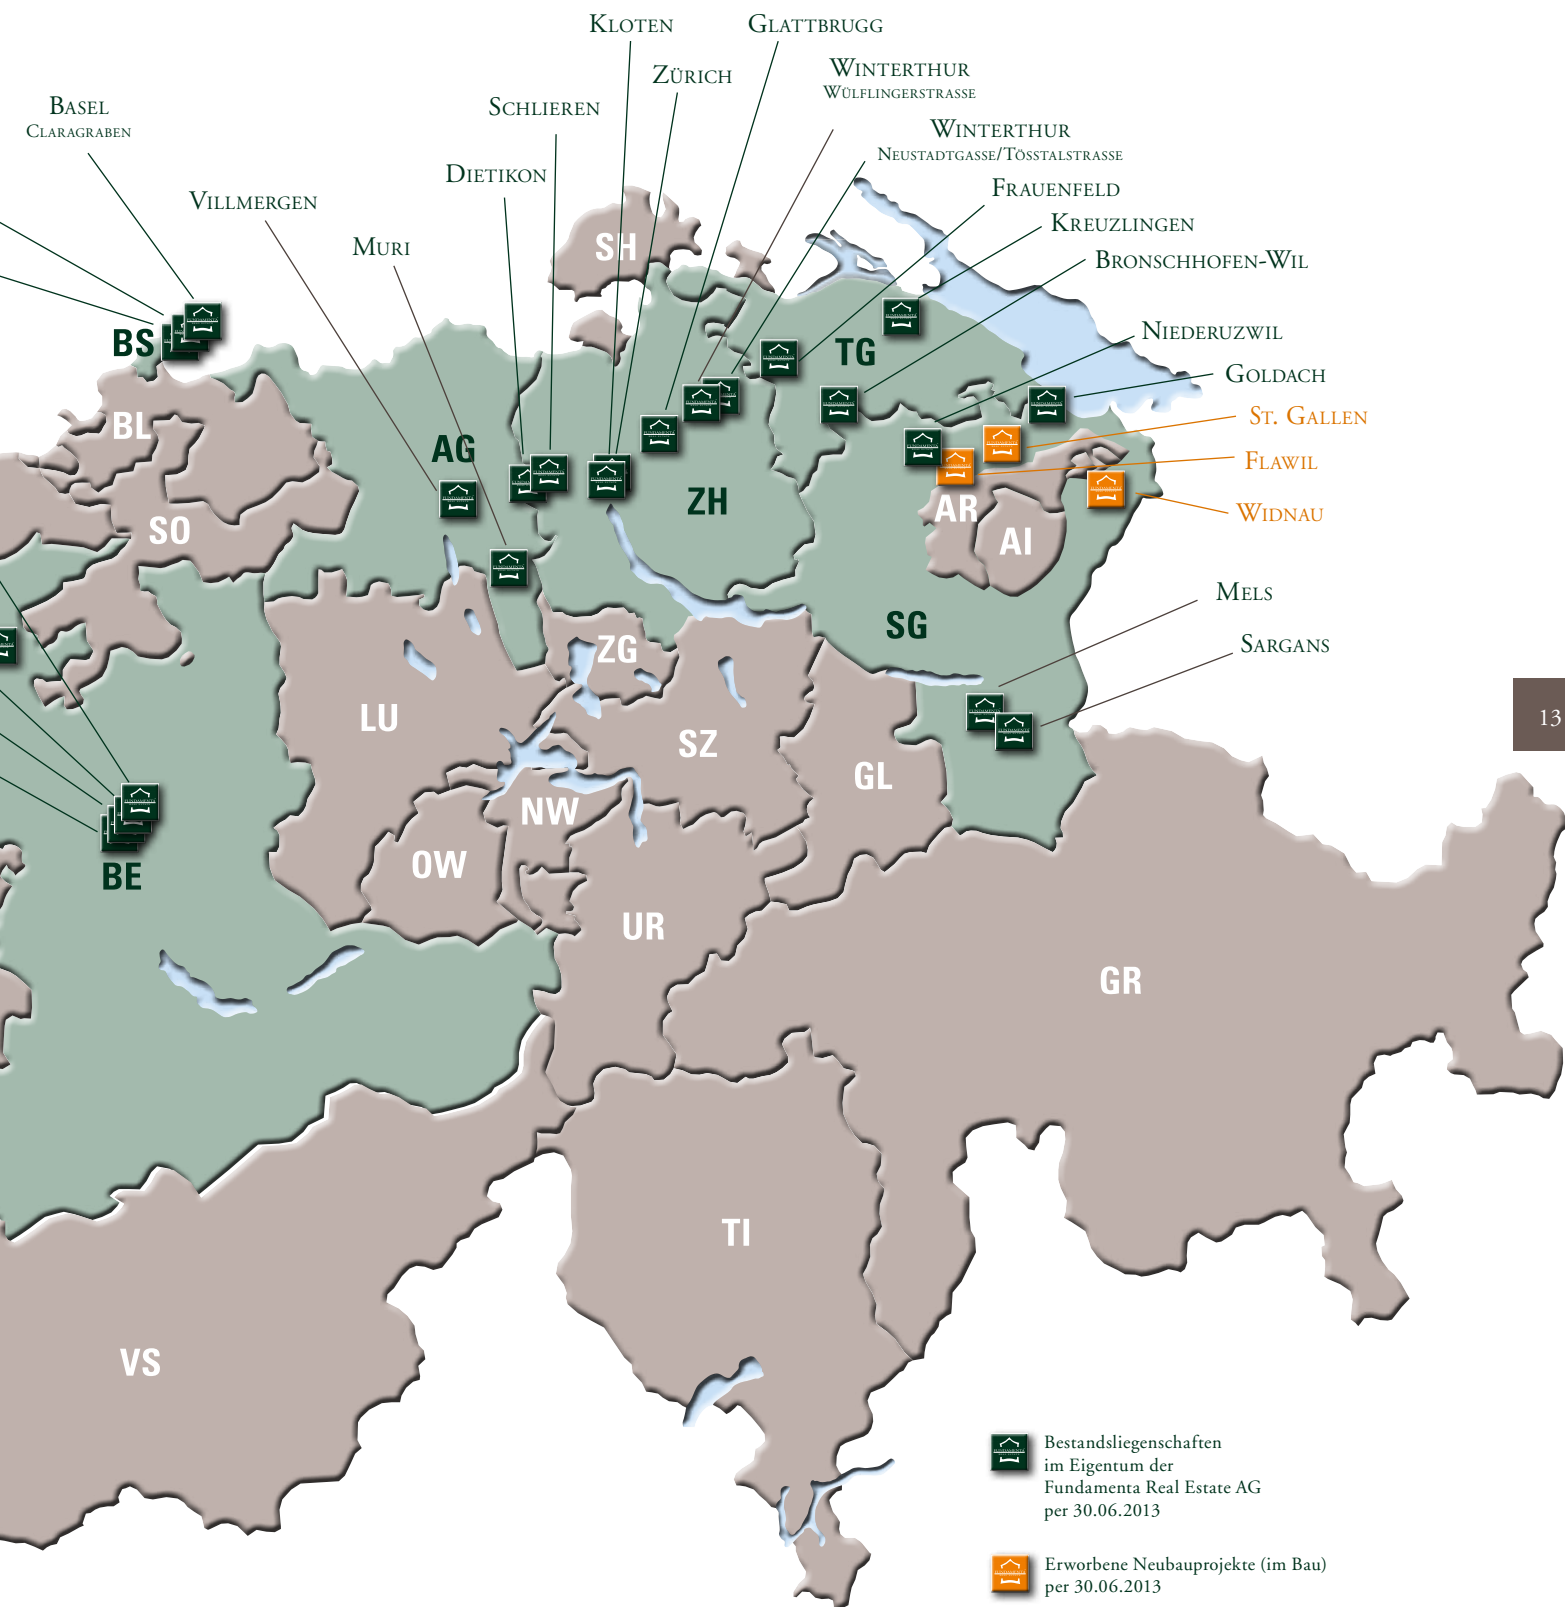 Kloten
Glattbrugg
Zürich
Winterthur
Wülflingerstrasse
Basel
Claragraben
Schlieren
Winterthur
Neustadtgasse/Tösstalstrasse
Dietikon
Frauenfeld
Villmergen
Kreuzlingen
Muri
SH
Bronschhofen-Wil
BS
TG
Niederuzwil
Goldach
BL
St. Gallen
AG
Flawil
ZH
AR
Widnau
SO
AI
Mels
SG
Sargans
ZG
LU
13
SZ
GL
NW
OW
BE
UR
GR
TI
VS
Bestandsliegenschaften
im Eigentum der
Fundamenta Real Estate AG
per 30.06.2013
Erworbene Neubauprojekte (im Bau)
per 30.06.2013